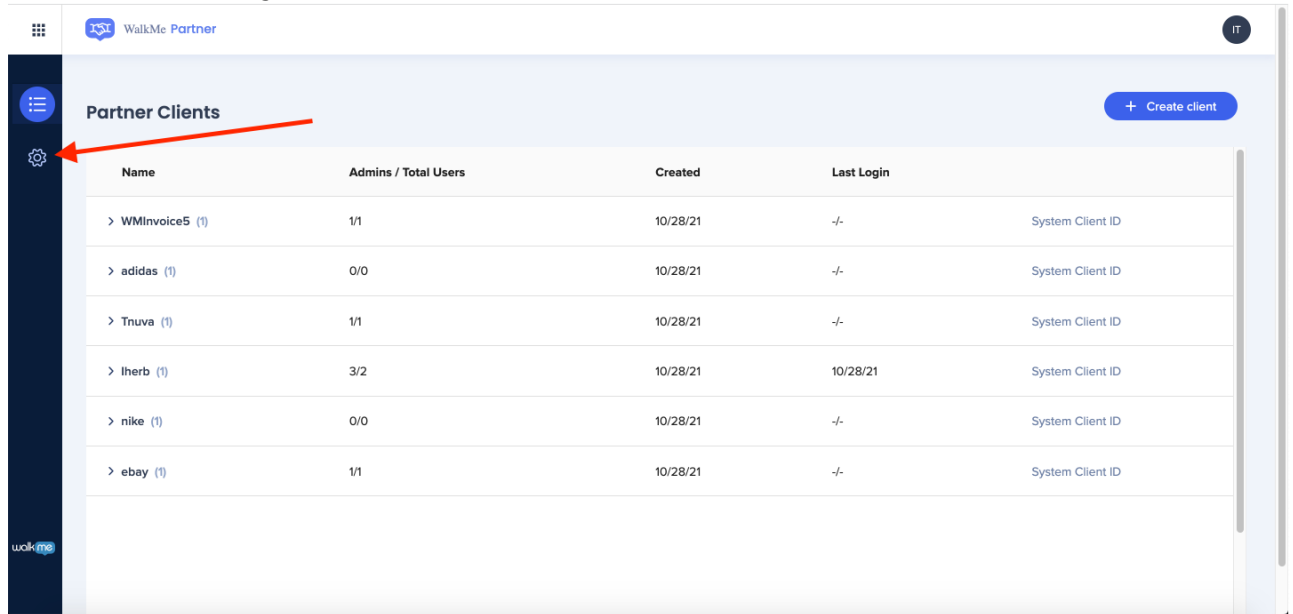 WalkMe Partner
IT
Partner Clients
+ Create client
Name Admins / Total Users Created Last Login
> WMInvoice5 (1) 1/1 10/28/21 -/- System Client ID
> adidas (1) 0/0 10/28/21 -/- System Client ID
> Tnuva (1) 1/1 10/28/21 -/- System Client ID
> Iherb (1) 3/2 10/28/21 10/28/21 System Client ID
> nike (1) 0/0 10/28/21 -/- System Client ID
> ebay (1) 1/1 10/28/21 -/- System Client ID
walkme